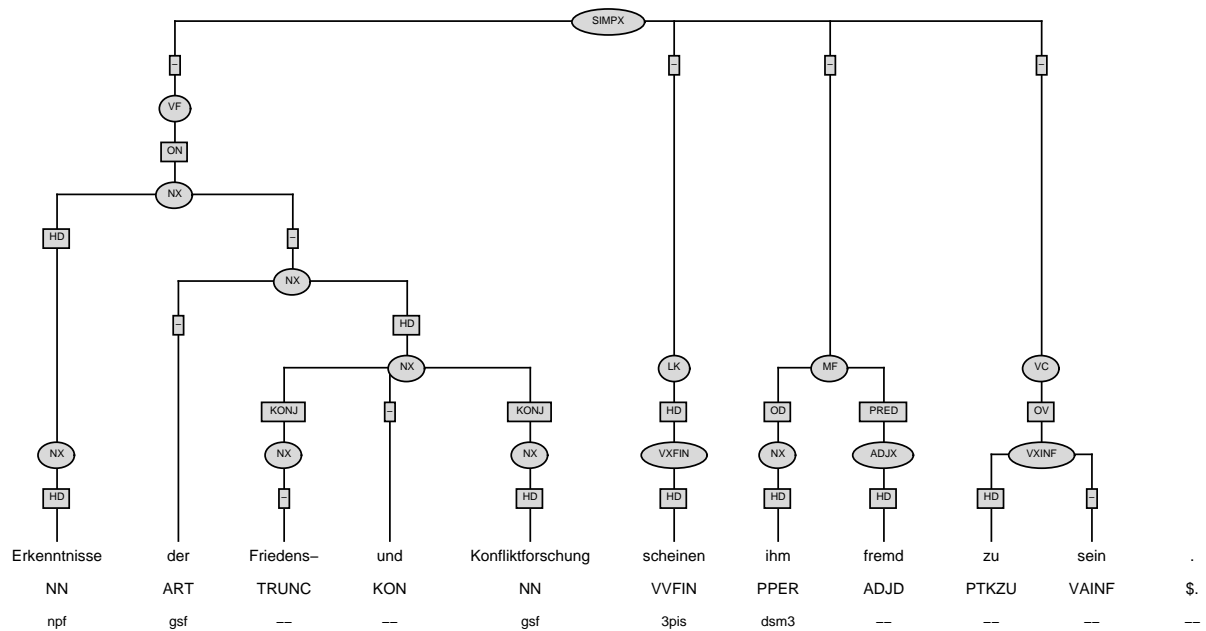 SIMPX
– – – –
VF
ON
NX
HD –
NX
– HD
NX LK MF VC
KONJ – KONJ HD OD PRED OV
NX NX NX VXFIN NX ADJX VXINF
HD – HD HD HD HD HD –
Erkenntnisse der Friedens– und Konfliktforschung scheinen ihm fremd zu sein .
NN ART TRUNC KON NN VVFIN PPER ADJD PTKZU VAINF $.
npf gsf –– –– gsf 3pis dsm3 –– –– –– ––